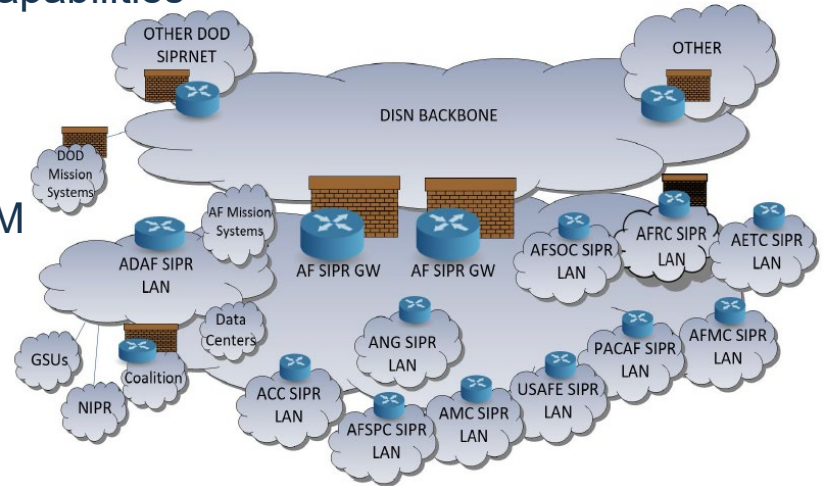 apabilities
OTHER DOD
SIPRNET
OTHER
DISN BACKBONE
DOD
Mission
Systems
M
AF Mission
Systems
ADAF SIPR
LAN
AF SIPR GW
AF SIPR GW
AFSOC SIPR
LAN
AFRC SIPR
LAN
AETC SIPR
LAN
Data
Centers
GSUs
NIPR
Coalition
ANG SIPR
LAN
ACC SIPR
LAN
AFSPC SIPR
LAN
AMC SIPR
LAN
USAFE SIPR
LAN
PACAF SIPR
LAN
AFMC SIPR
LAN